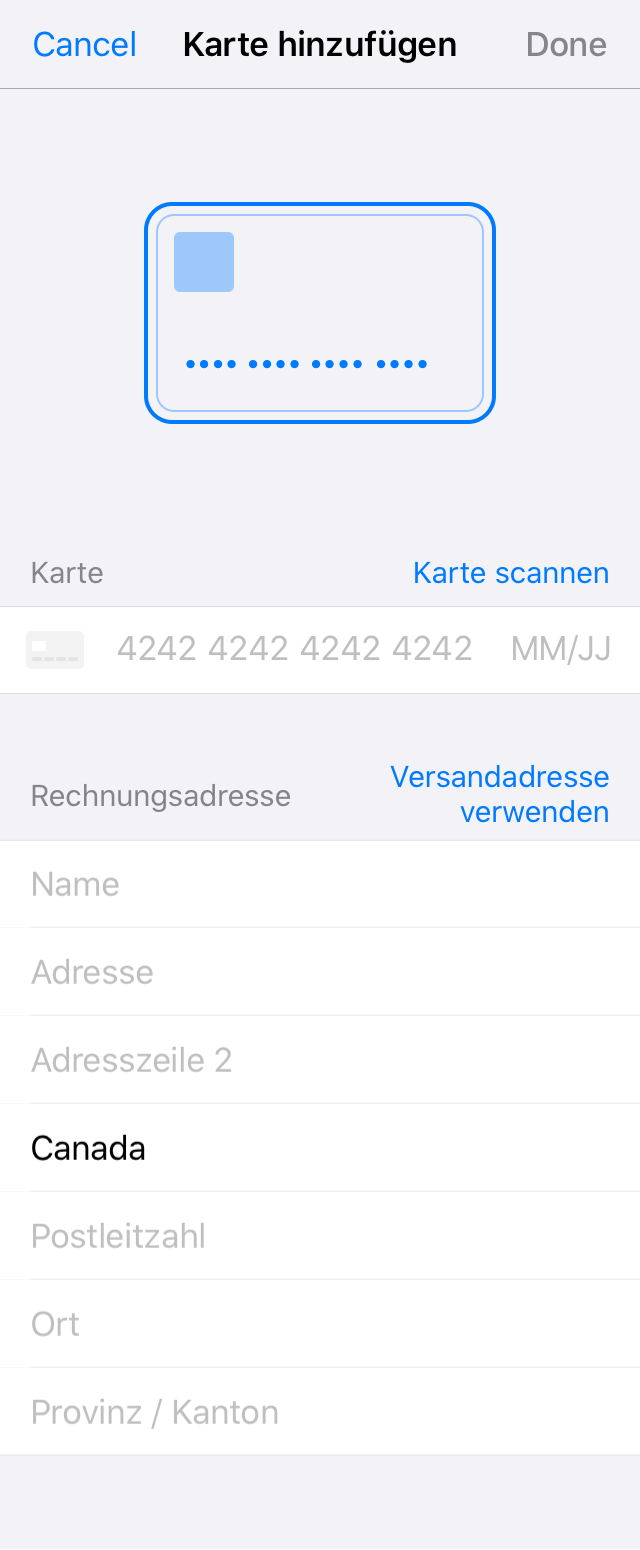 Cancel Karte hinzufügen Done
•••• •••• •••• ••••
Karte Karte scannen
4242 4242 4242 4242 MM/JJ
Rechnungsadresse
Versandadresse
verwenden
Name
Adresse
Adresszeile 2
Canada
Postleitzahl
Ort
Provinz / Kanton